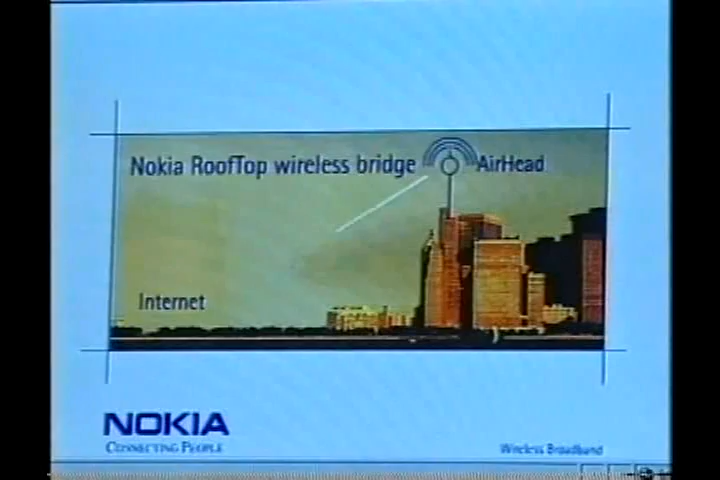 Nokia RoofTop wireless bridge
AirHead
Internet
NOKIA
CONNECTING PEOPLE
Wireless Broadband